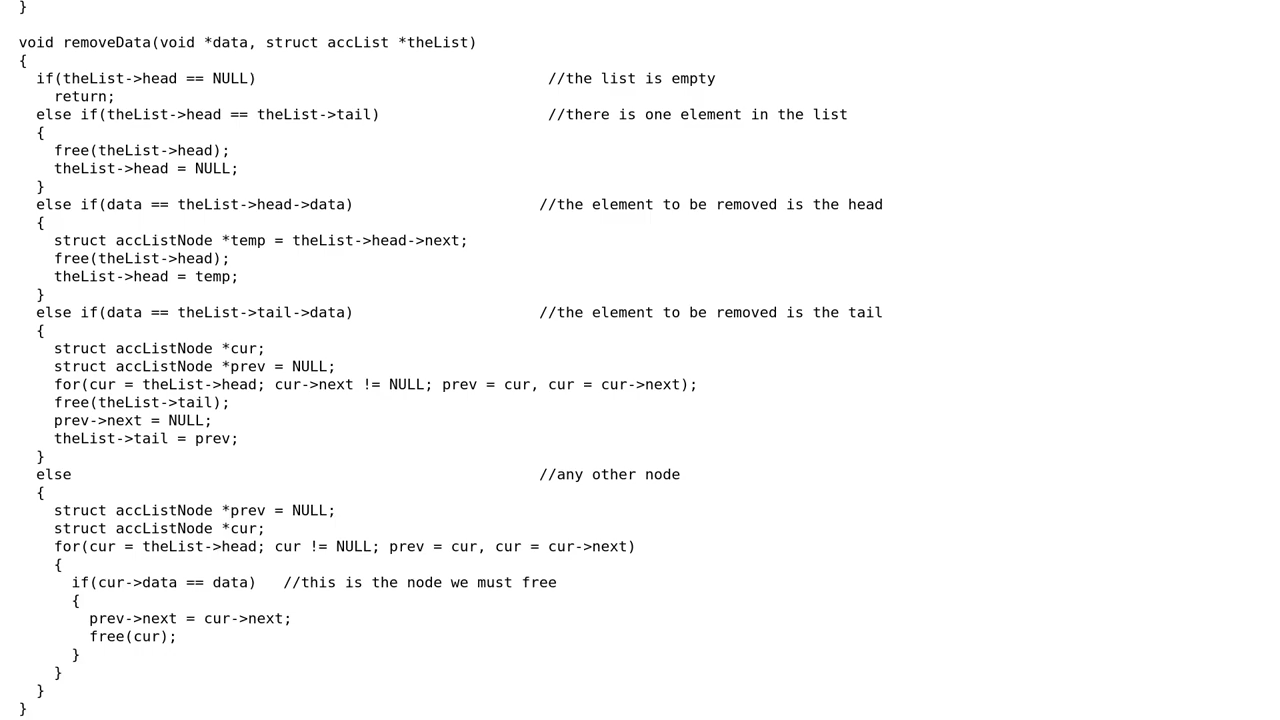 }

void removeData(void *data, struct accList *theList)
{
  if(theList->head == NULL)                                 //the list is empty
    return;
  else if(theList->head == theList->tail)                   //there is one element in the list
  {
    free(theList->head);
    theList->head = NULL;
  }
  else if(data == theList->head->data)                     //the element to be removed is the head
  {
    struct accListNode *temp = theList->head->next;
    free(theList->head);
    theList->head = temp;
  }
  else if(data == theList->tail->data)                     //the element to be removed is the tail
  {
    struct accListNode *cur;
    struct accListNode *prev = NULL;
    for(cur = theList->head; cur->next != NULL; prev = cur, cur = cur->next);
    free(theList->tail);
    prev->next = NULL;
    theList->tail = prev;
  }
  else                                                     //any other node
  {
    struct accListNode *prev = NULL;
    struct accListNode *cur;
    for(cur = theList->head; cur != NULL; prev = cur, cur = cur->next)
    {
      if(cur->data == data)   //this is the node we must free
      {
        prev->next = cur->next;
        free(cur);
      }
    }
  }
}